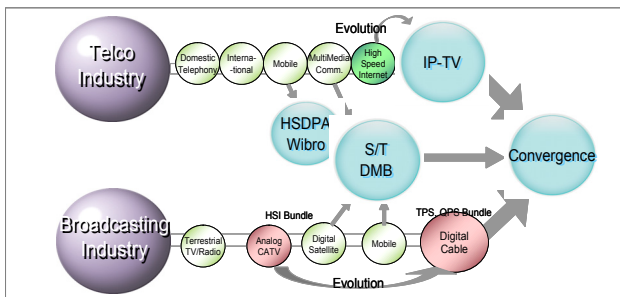 Evolution
Telco
Industry
Domestic
Telephony
Interna-
tional
Mobile
MultiMedia
Comm.
High
Speed
Internet
IP-TV
HSDPA
Wibro
S/T
DMB
Convergence
Broadcasting
Industry
HSI Bundle
TPS, QPS Bundle
Terrestrial
TV/Radio
Analog
CATV
Digital
Satellite
Mobile
Digital
Cable
Evolution